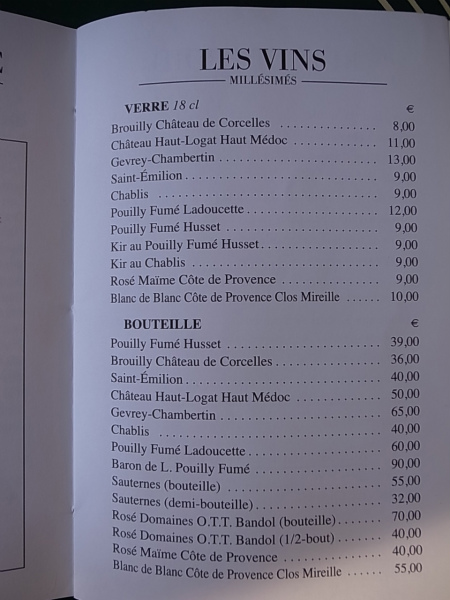 LES VINS
MILLÉSIMÉS
VERRE 18 cl €
Brouilly Château de Corcelles ............... 8,00
Château Haut-Logat Haut Médoc ............. 11,00
Gevrey-Chambertin ........................ 13,00
Saint-Émilion ............................. 9,00
Chablis ................................. 9,00
Pouilly Fumé Ladoucette .................... 12,00
Pouilly Fumé Husset ........................ 9,00
Kir au Pouilly Fumé Husset .................. 9,00
Kir au Chablis ............................ 9,00
Rosé Maïme Côte de Provence ............... 9,00
Blanc de Blanc Côte de Provence Clos Mireille ...... 10,00
BOUTEILLE €
Pouilly Fumé Husset ........................ 39,00
Brouilly Château de Corcelles ................ 36,00
Saint-Émilion ............................. 40,00
Château Haut-Logat Haut Médoc ............. 50,00
Gevrey-Chambertin ........................ 65,00
Chablis ................................. 40,00
Pouilly Fumé Ladoucette .................... 60,00
Baron de L. Pouilly Fumé ................... 90,00
Sauternes (bouteille) ...................... 55,00
Sauternes (demi-bouteille) .................. 32,00
Rosé Domaines O.T.T. Bandol (bouteille) ....... 70,00
Rosé Domaines O.T.T. Bandol (1/2-bout) ....... 40,00
Rosé Maïme Côte de Provence ............... 40,00
Blanc de Blanc Côte de Provence Clos Mireille ...... 55,00